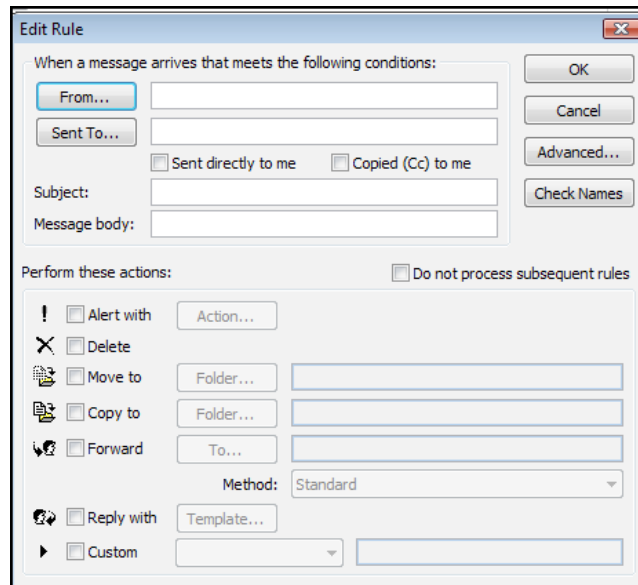 Edit Rule
When a message arrives that meets the following conditions:
From...
OK
Sent To...
Cancel
Sent directly to me Copied (Cc) to me
Advanced...
Subject:
Check Names
Message body:
Perform these actions: Do not process subsequent rules
Alert with Action...
Delete
Move to Folder...
Copy to Folder...
Forward To...
Method: Standard
Reply with Template...
Custom